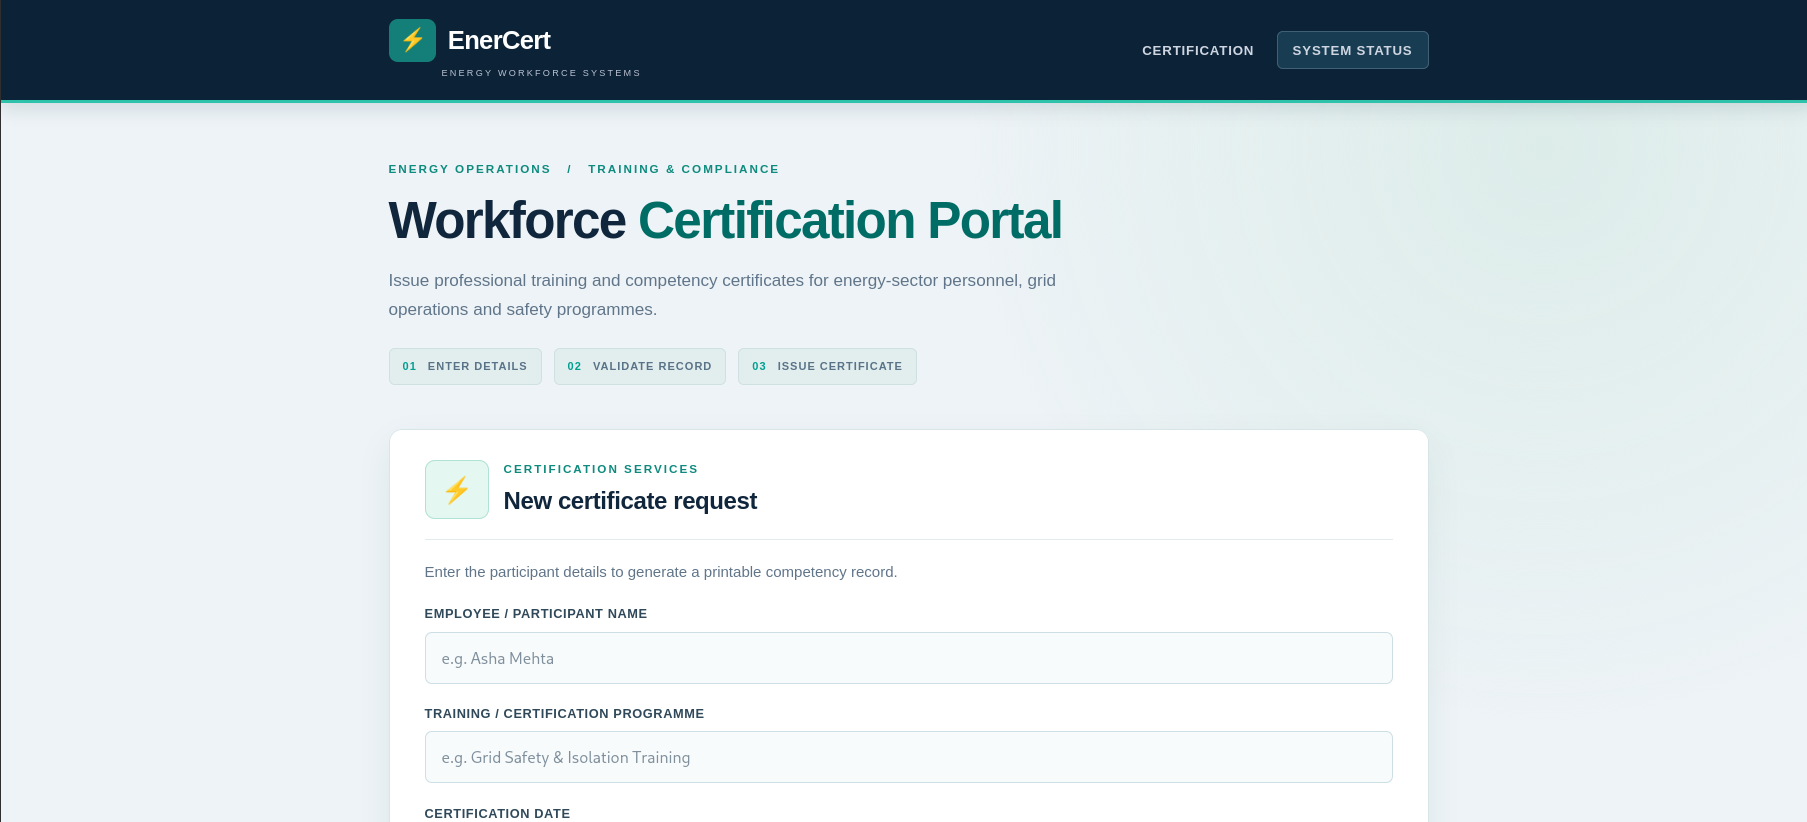 EnerCert
ENERGY WORKFORCE SYSTEMS
CERTIFICATION
SYSTEM STATUS
ENERGY OPERATIONS / TRAINING & COMPLIANCE
Workforce Certification Portal
Issue professional training and competency certificates for energy-sector personnel, grid
operations and safety programmes.
01 ENTER DETAILS
02 VALIDATE RECORD
03 ISSUE CERTIFICATE
CERTIFICATION SERVICES
New certificate request
Enter the participant details to generate a printable competency record.
EMPLOYEE / PARTICIPANT NAME
e.g. Asha Mehta
TRAINING / CERTIFICATION PROGRAMME
e.g. Grid Safety & Isolation Training
CERTIFICATION DATE